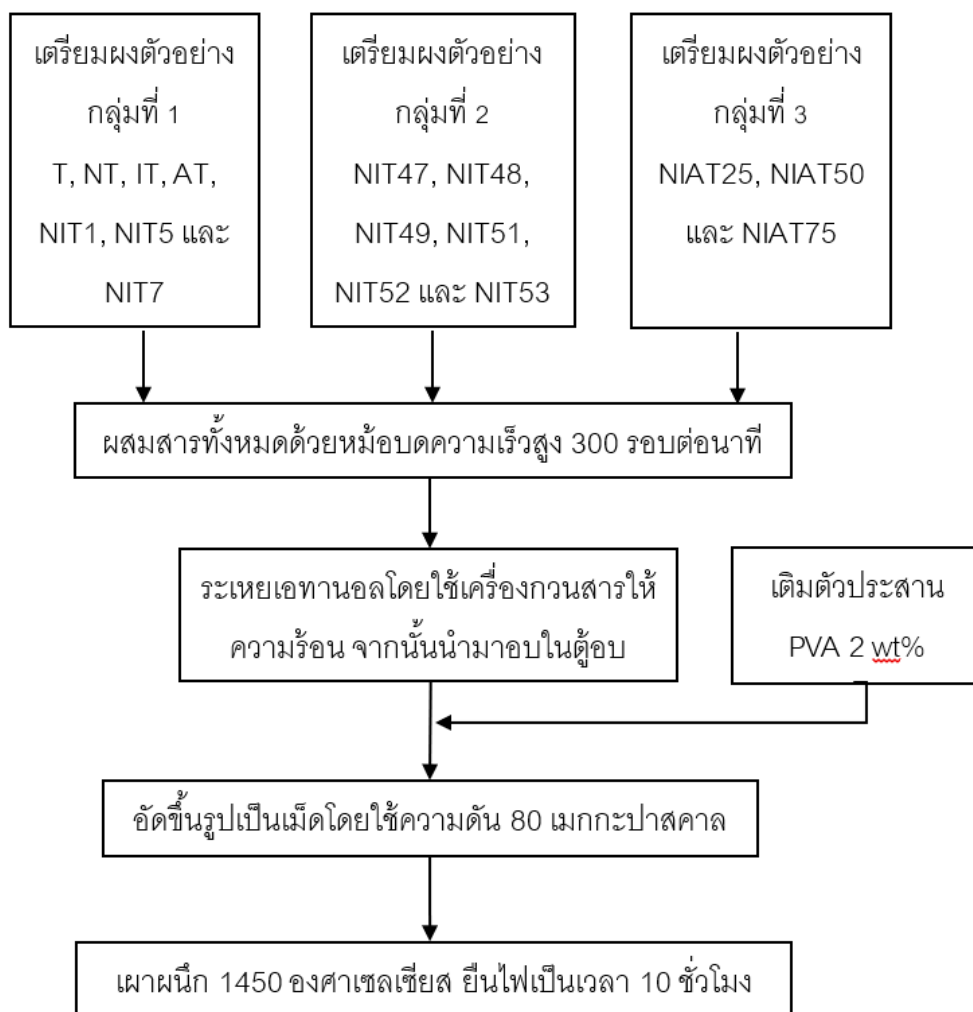 เตรียมผงตัวอย่าง
กลุ่มที่ 1
T, NT, IT, AT,
NIT1, NIT5 และ
NIT7
เตรียมผงตัวอย่าง
กลุ่มที่ 2
NIT47, NIT48,
NIT49, NIT51,
NIT52 และ NIT53
เตรียมผงตัวอย่าง
กลุ่มที่ 3
NIAT25, NIAT50
และ NIAT75
ผสมสารทั้งหมดด้วยหม้อบดความเร็วสูง 300 รอบต่อนาที
ระเหยเอทานอลโดยใช้เครื่องกวนสารให้
ความร้อน จากนั้นนำมาอบในตู้อบ
เติมตัวประสาน
PVA 2 wt%
อัดขึ้นรูปเป็นเม็ดโดยใช้ความดัน 80 เมกกะปาสคาล
เผาผนึก 1450 องศาเซลเซียส ยืนไฟเป็นเวลา 10 ชั่วโมง